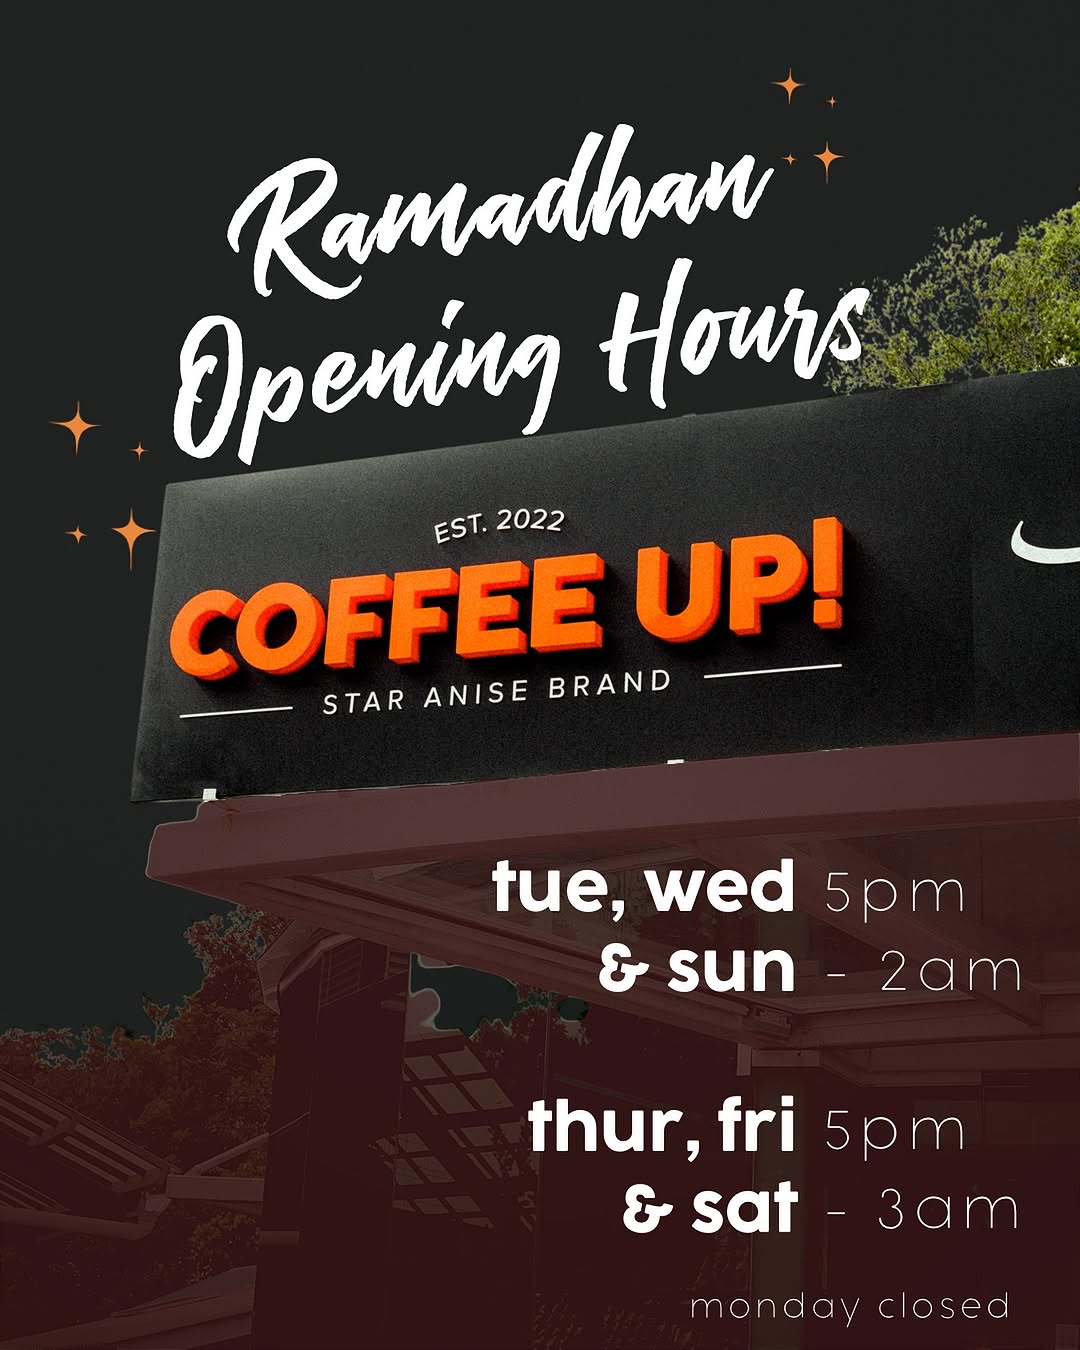 Ramadhan
Opening Hours
EST. 2022
COFFEE UP!
STAR ANISE BRAND
tue, wed 5pm
& sun - 2am
thur, fri 5pm
& sat - 3am
monday closed